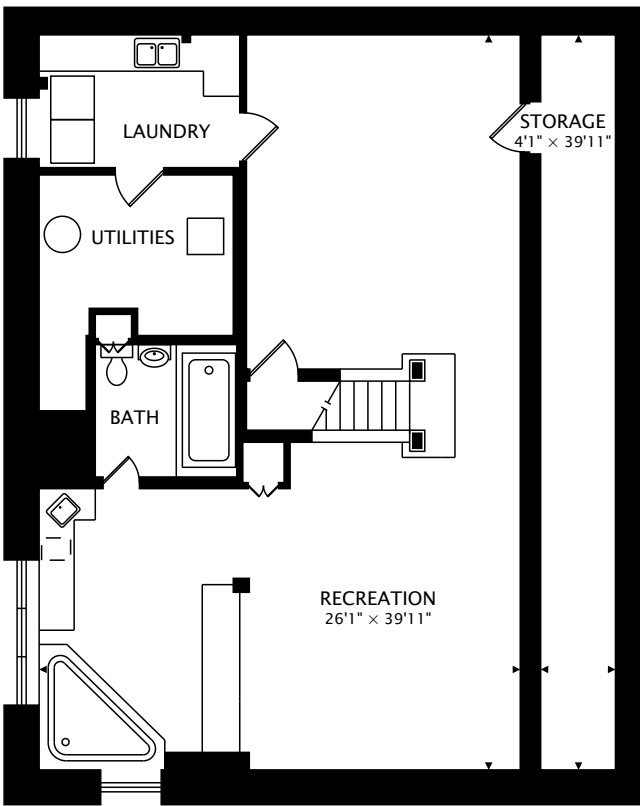 LAUNDRY
STORAGE
4'1" × 39'11"
UTILITIES
BATH
RECREATION
26'1" × 39'11"